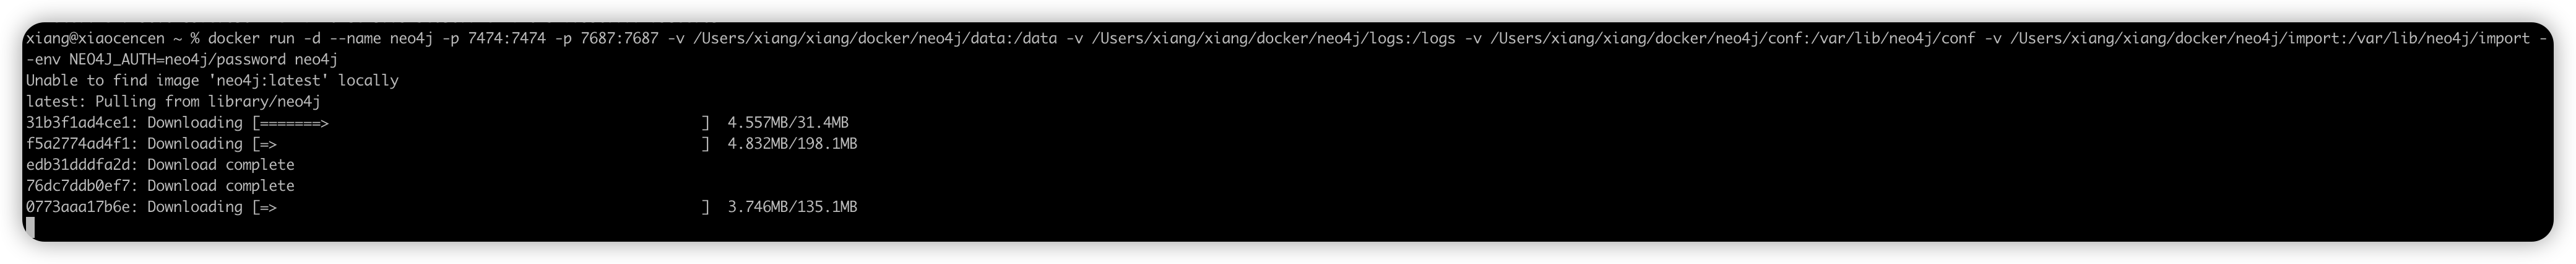 xiang@xiaocencen ~ % docker run -d --name neo4j -p 7474:7474 -p 7687:7687 -v /Users/xiang/xiang/docker/neo4j/data:/data -v /Users/xiang/xiang/docker/neo4j/logs:/logs -v /Users/xiang/xiang/docker/neo4j/conf:/var/lib/neo4j/conf -v /Users/xiang/xiang/docker/neo4j/import:/var/lib/neo4j/import -
-env NEO4J_AUTH=neo4j/password neo4j
Unable to find image 'neo4j:latest' locally
latest: Pulling from library/neo4j
31b3f1ad4ce1: Downloading [=======>                                           ]  4.557MB/31.4MB
f5a2774ad4f1: Downloading [=>                                                 ]  4.832MB/198.1MB
edb31dddfa2d: Download complete
76dc7ddb0ef7: Download complete
0773aaa17b6e: Downloading [=>                                                 ]  3.746MB/135.1MB